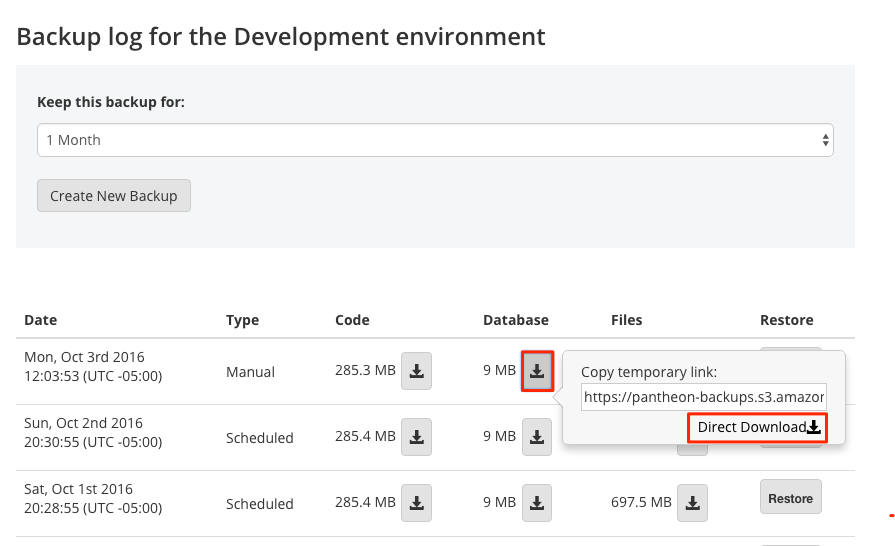 Backup log for the Development environment
Keep this backup for:
1 Month
Create New Backup
Date Type Code Database Files Restore
Mon, Oct 3rd 2016
12:03:53 (UTC -05:00) Manual 285.3 MB 9 MB
Copy temporary link:
https://pantheon-backups.s3.amazon
Direct Download
Sun, Oct 2nd 2016
20:30:55 (UTC -05:00) Scheduled 285.4 MB 9 MB
Sat, Oct 1st 2016
20:28:55 (UTC -05:00) Scheduled 285.4 MB 9 MB 697.5 MB Restore